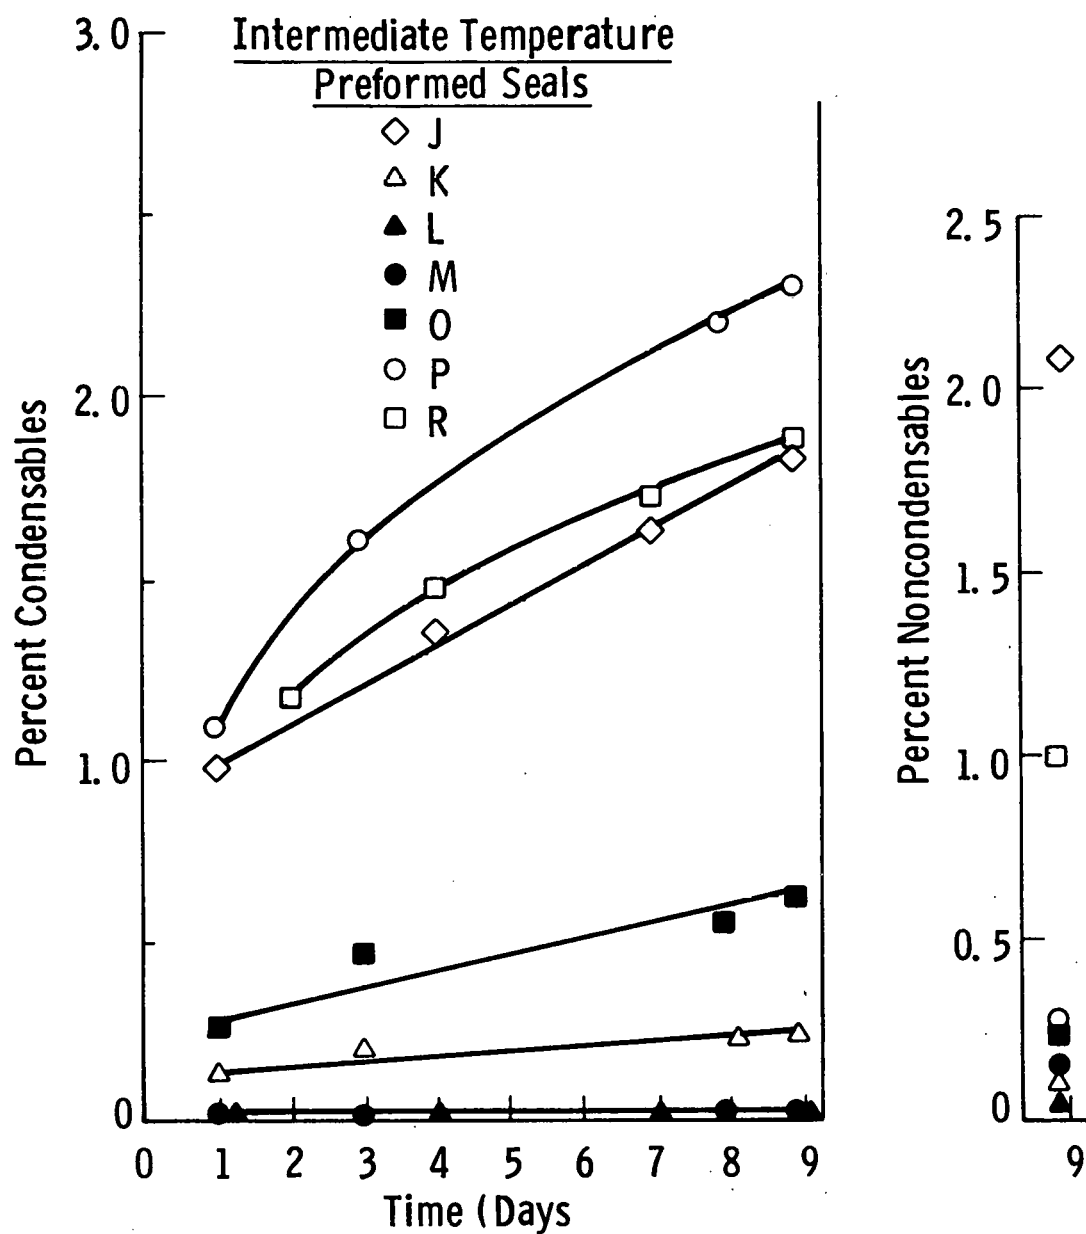 Intermediate Temperature
Preformed Seals
J
K
L
M
O
P
R
Percent Condensables
3.0
2.0
1.0
0
0 1 2 3 4 5 6 7 8 9
Time (Days
Percent Noncondensables
2.5
2.0
1.5
1.0
0.5
0
9